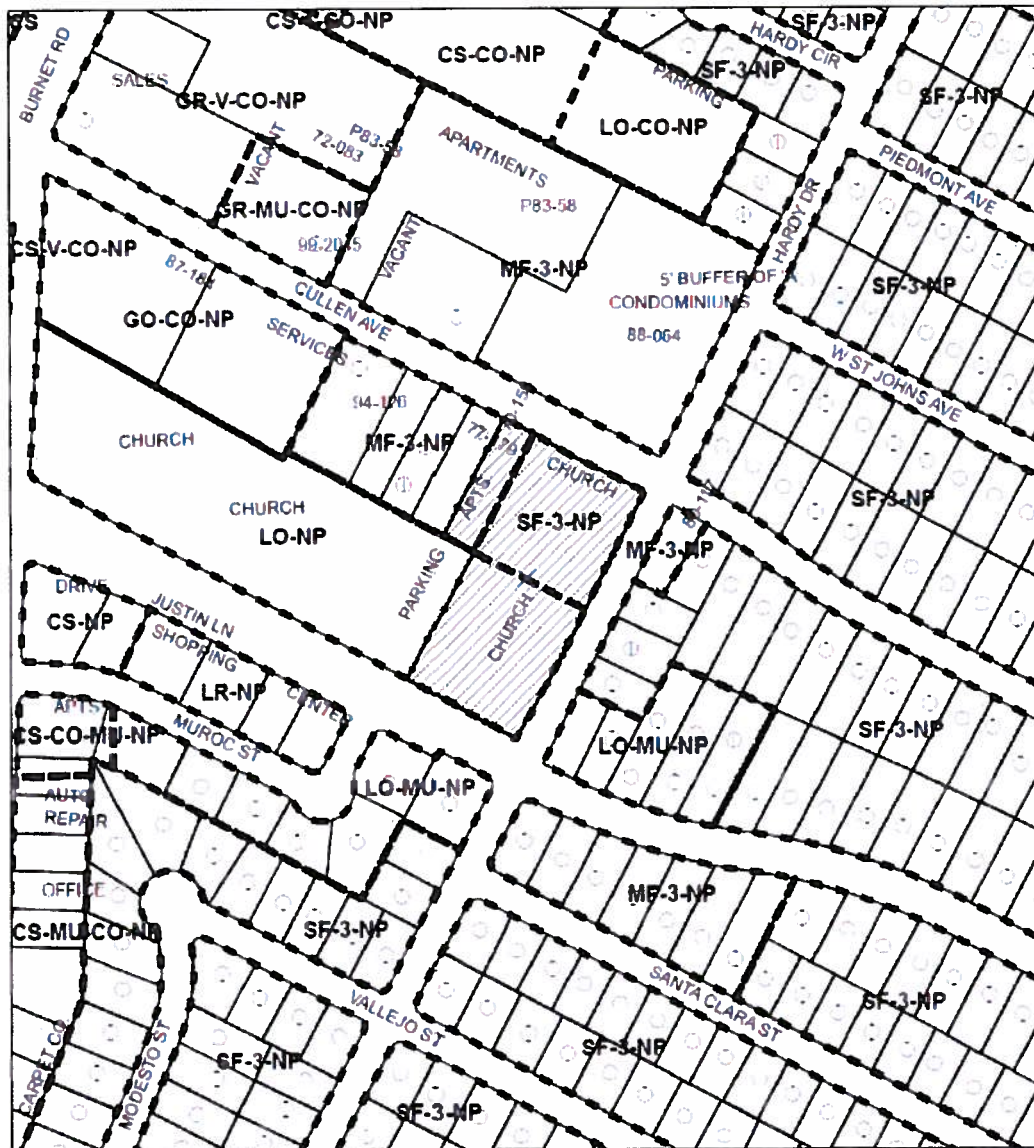 CS-V-CO-NP
CS-CO-NP
SF-3-NP
HARDY CIR
BURNET RD
SALES
GR-V-CO-NP
PARKING
SF-3-NP
SF-3-NP
LO-CO-NP
P83-58
72-083
VACANT
APARTMENTS
P83-58
PIEDMONT AVE
GR-MU-CO-NP
99-2015
VACANT
HARDY DR
CS-V-CO-NP
87-184
MF-3-NP
5' BUFFER OF 'A'
CONDOMINIUMS
88-064
SF-3-NP
GO-CO-NP
CULLEN AVE
SERVICES
W ST JOHNS AVE
94-126
MF-3-NP
CHURCH
APTS
CHURCH
SF-3-NP
SF-3-NP
CHURCH
LO-NP
MF-3-NP
PARKING
CHURCH
DRIVE
CS-NP
JUSTIN LN
SHOPPING
CENTER
LR-NP
APTS
CS-CO-MU-NP
MUROC ST
LO-MU-NP
SF-3-NP
LO-MU-NP
AUTO
REPAIR
OFFICE
CS-MU-CO-NP
SF-3-NP
MF-3-NP
SANTA CLARA ST
SF-3-NP
VALLEJO ST
SF-3-NP
SF-3-NP
CARPET CO.
MODESTO ST
SF-3-NP